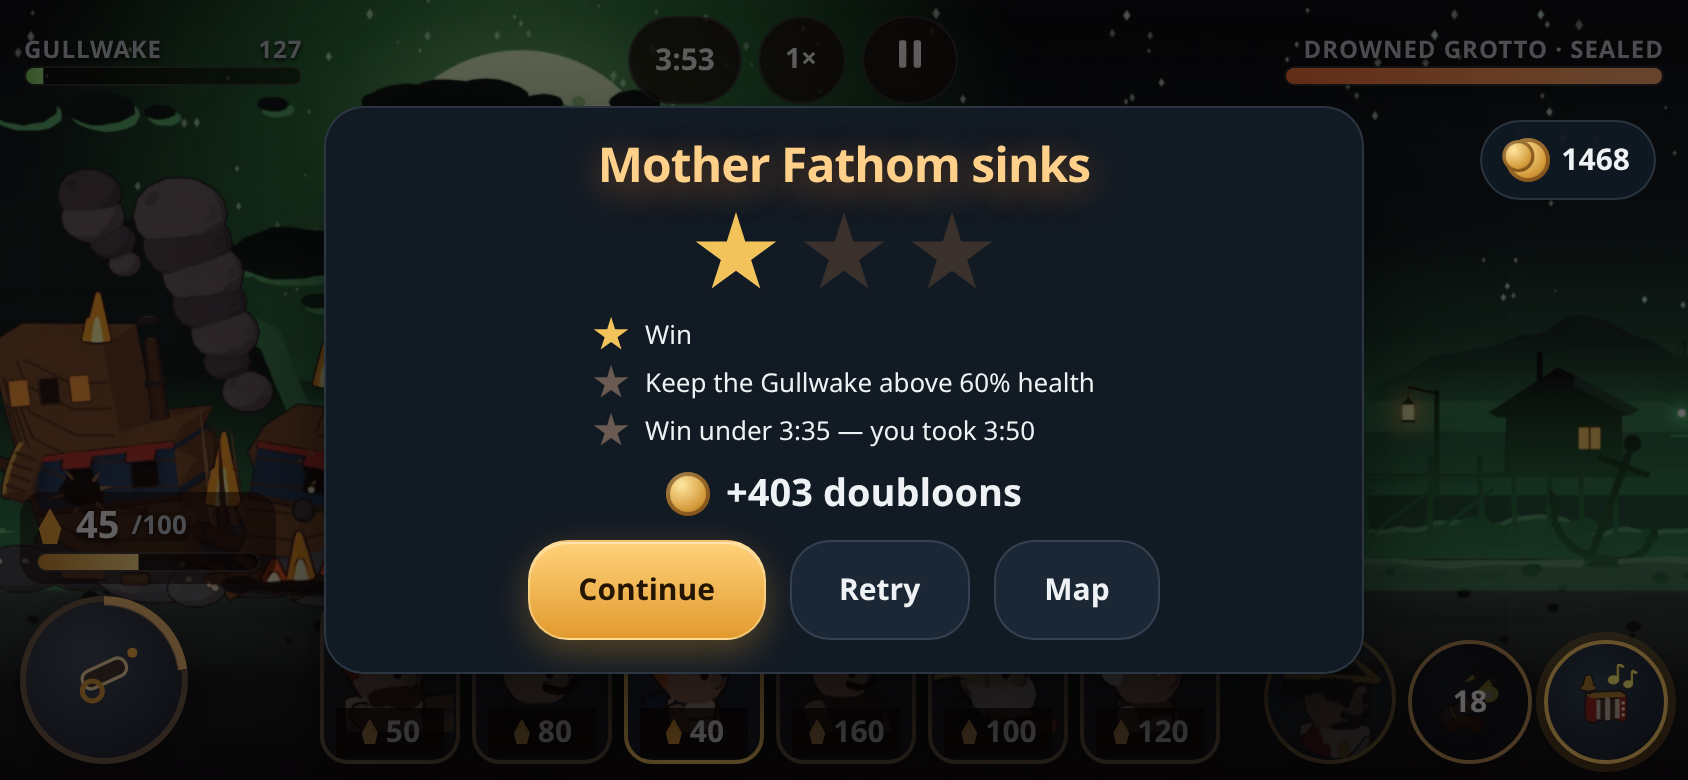 GULLWAKE 127
3:53
1×
DROWNED GROTTO · SEALED
1468
Mother Fathom sinks
Win
Keep the Gullwake above 60% health
Win under 3:35 — you took 3:50
+403 doubloons
Continue
Retry
Map
45 /100
50
80
40
160
100
120
18